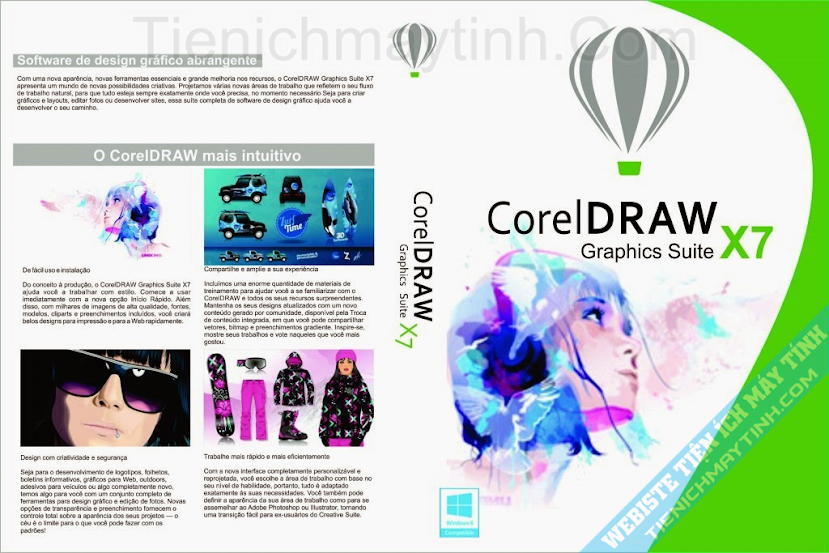 Tienichmaytinh.Com
Software de design gráfico abrangente
Com uma nova aparência, novas ferramentas essenciais e grande melhoria nos recursos, o CorelDRAW Graphics Suite X7
apresenta um mundo de novas possibilidades criativas. Projetamos várias novas áreas de trabalho que refletem o seu fluxo
de trabalho natural, para que tudo esteja sempre exatamente onde você precisa, no momento necessário Seja para criar
gráficos e layouts, editar fotos ou desenvolver sites, essa suíte completa de software de design gráfico ajuda você a
desenvolver o seu caminho.
O CorelDRAW mais intuitivo
De fácil uso e instalação
Do conceito à produção, o CorelDRAW Graphics Suite X7
ajuda você a trabalhar com estilo. Comece a usar
imediatamente com a nova opção Início Rápido. Além
disso, com milhares de imagens de alta qualidade, fontes,
modelos, cliparts e preenchimentos incluídos, você criará
belos designs para impressão e para a Web rapidamente.
Surf
Time
Compartilhe e amplie a sua experiência
Incluímos uma enorme quantidade de materiais de
treinamento para ajudar você a se familiarizar com o
CorelDRAW e todos os seus recursos surpreendentes.
Mantenha os seus designs atualizados com um novo
conteúdo gerado por comunidade, disponível pela Troca
de conteúdo integrada, em que você pode compartilhar
vetores, bitmap e preenchimentos gradiente. Inspire-se,
mostre seus trabalhos e vote naqueles que você mais
gostou.
Design com criatividade e segurança
Seja para o desenvolvimento de logotipos, folhetos,
boletins informativos, gráficos para Web, outdoors,
adesivos para veículos ou algo completamente novo,
temos algo para você com um conjunto completo de
ferramentas para design gráfico e edição de fotos. Novas
opções de transparência e preenchimento fornecem o
controle total sobre a aparência dos seus projetos — o
céu é o limite para o que você pode fazer com os
padrões!
Trabalhe mais rápido e mais eficientemente
Com a nova interface completamente personalizável e
reprojetada, você escolhe a área de trabalho com base no
seu nível de habilidade, portanto, tudo é adaptado
exatamente às suas necessidades. Você também pode
definir a aparência da sua área de trabalho como para se
assemelhar ao Adobe Photoshop ou Illustrator, tornando
uma transição fácil para ex-usuários do Creative Suite.
CorelDRAW
Graphics Suite X7
CorelDRAW
Graphics Suite X7
Windows 8
Compatible
WEBISTE TIỆN ÍCH MÁY TÍNH
TIENICHMAYTINH.COM